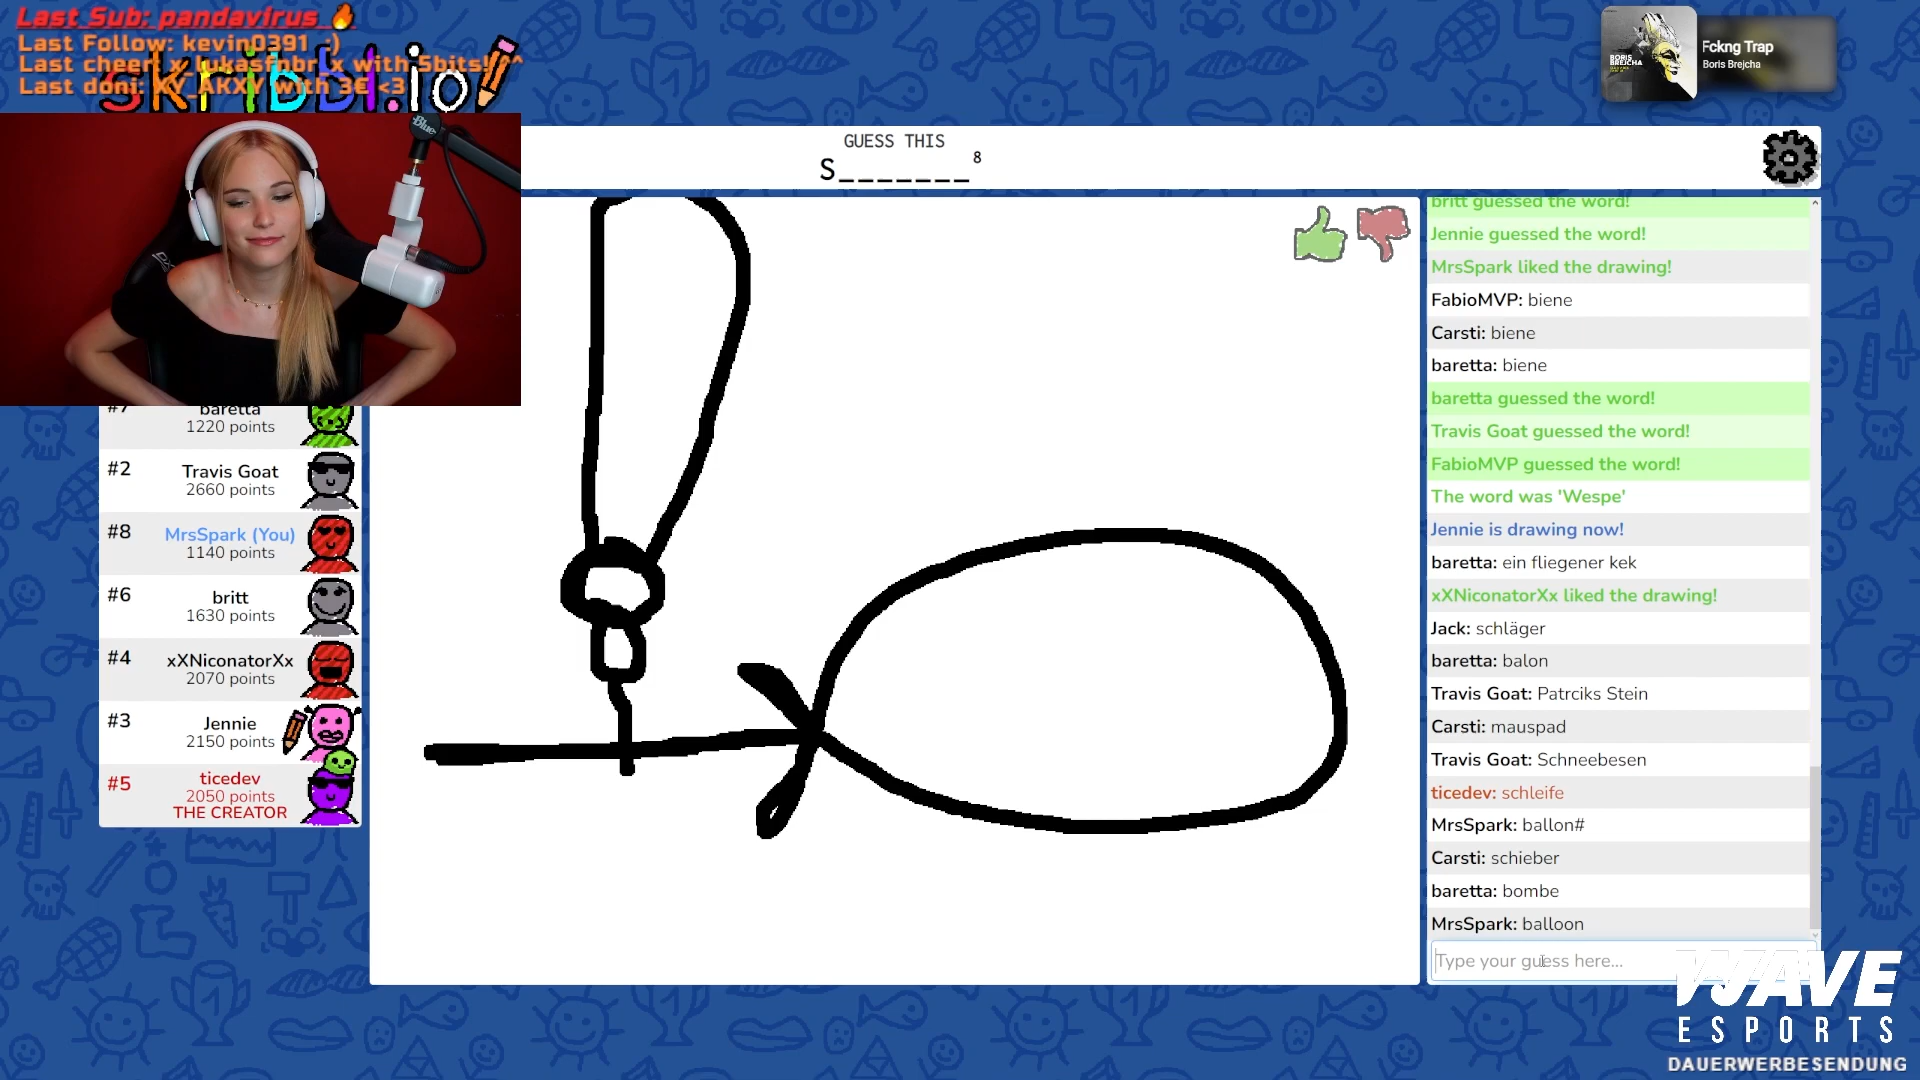 Last Sub: pandavirus
Last Follow: kevin0391 :)
Last cheer: x_lukasfnbr_x with 5bits! ^^
Last doni: XY_AKXY with 3€ <3
skribbl.io
Fckng Trap
Boris Brejcha
BORIS BREJCHA
Blue
GUESS THIS
S_______ 8
#7 baretta
1220 points
#2 Travis Goat
2660 points
#8 MrsSpark (You)
1140 points
#6 britt
1630 points
#4 xXNiconatorXx
2070 points
#3 Jennie
2150 points
#5 ticedev
2050 points
THE CREATOR
britt guessed the word!
Jennie guessed the word!
MrsSpark liked the drawing!
FabioMVP: biene
Carsti: biene
baretta: biene
baretta guessed the word!
Travis Goat guessed the word!
FabioMVP guessed the word!
The word was 'Wespe'
Jennie is drawing now!
baretta: ein fliegener kek
xXNiconatorXx liked the drawing!
Jack: schläger
baretta: balon
Travis Goat: Patrciks Stein
Carsti: mauspad
Travis Goat: Schneebesen
ticedev: schleife
MrsSpark: ballon#
Carsti: schieber
baretta: bombe
MrsSpark: balloon
Type your guess here...
WAVE
ESPORTS
DAUERWERBESENDUNG